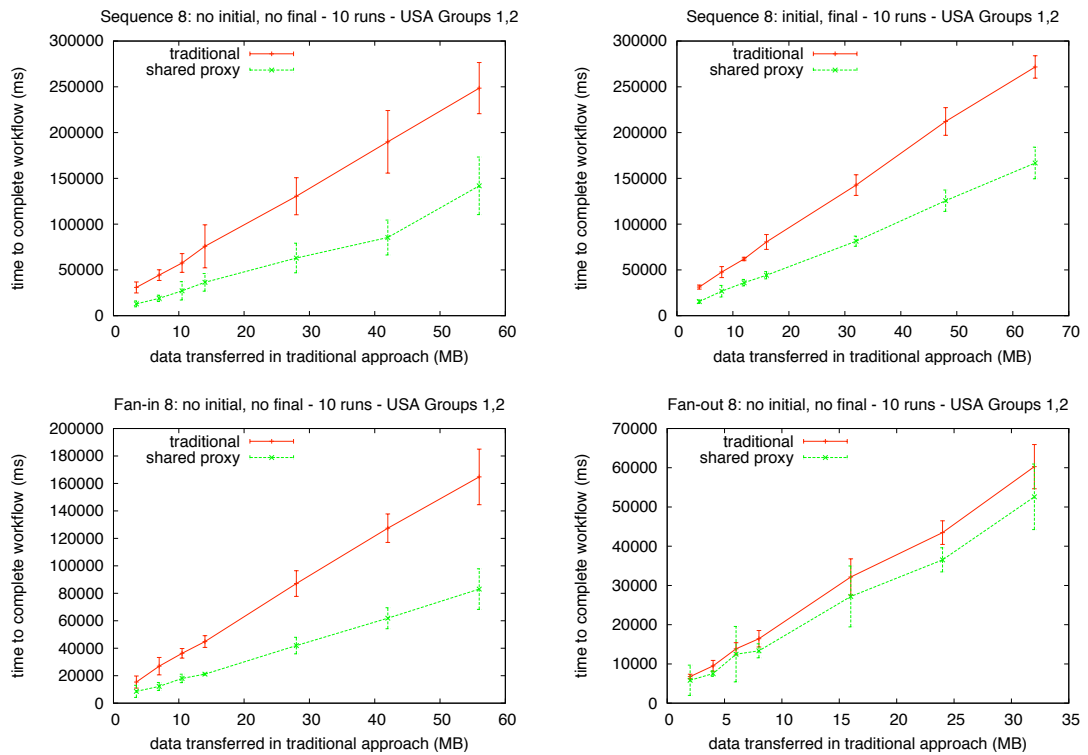 Sequence 8: no initial, no final - 10 runs - USA Groups 1,2
300000
250000
200000
150000
100000
50000
0
time to complete workflow (ms)
traditional
shared proxy
0 10 20 30 40 50 60
data transferred in traditional approach (MB)
Sequence 8: initial, final - 10 runs - USA Groups 1,2
300000
250000
200000
150000
100000
50000
0
time to complete workflow (ms)
traditional
shared proxy
0 10 20 30 40 50 60 70
data transferred in traditional approach (MB)
Fan-in 8: no initial, no final - 10 runs - USA Groups 1,2
200000
180000
160000
140000
120000
100000
80000
60000
40000
20000
0
time to complete workflow (ms)
traditional
shared proxy
0 10 20 30 40 50 60
data transferred in traditional approach (MB)
Fan-out 8: no initial, no final - 10 runs - USA Groups 1,2
70000
60000
50000
40000
30000
20000
10000
0
time to complete workflow (ms)
traditional
shared proxy
0 5 10 15 20 25 30 35
data transferred in traditional approach (MB)